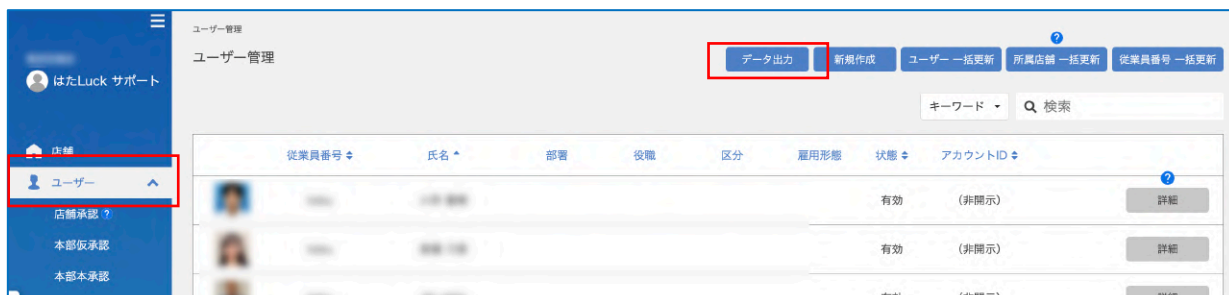 ユーザー管理
ユーザー管理
?
データ出力 新規作成 ユーザー 一括更新 所属店舗 一括更新 従業員番号 一括更新
キーワード 検索
はたLuck サポート
店舗
ユーザー
店舗承認 ?
本部仮承認
本部本承認
従業員番号 氏名 部署 役職 区分 雇用形態 状態 アカウントID
?
有効 (非開示) 詳細
有効 (非開示) 詳細